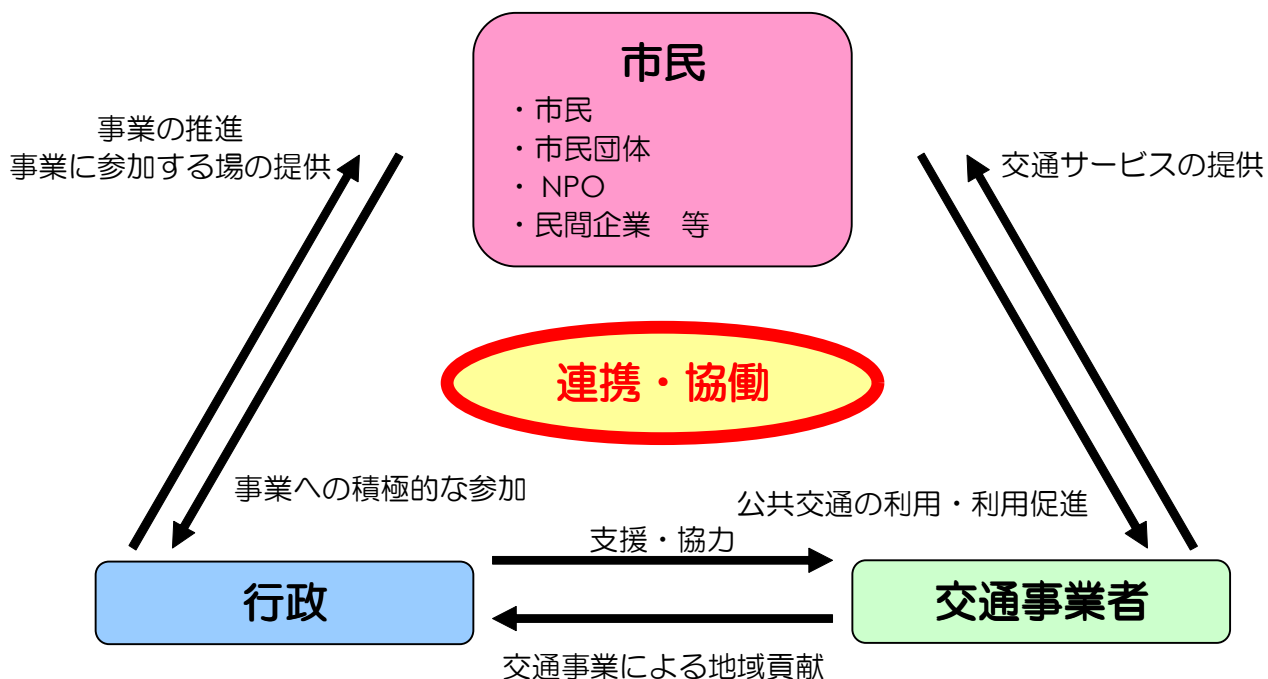 市民
・市民
・市民団体
・ NPO
・民間企業　等
事業の推進
事業に参加する場の提供
交通サービスの提供
連携・協働
事業への積極的な参加
公共交通の利用・利用促進
支援・協力
行政
交通事業者
交通事業による地域貢献